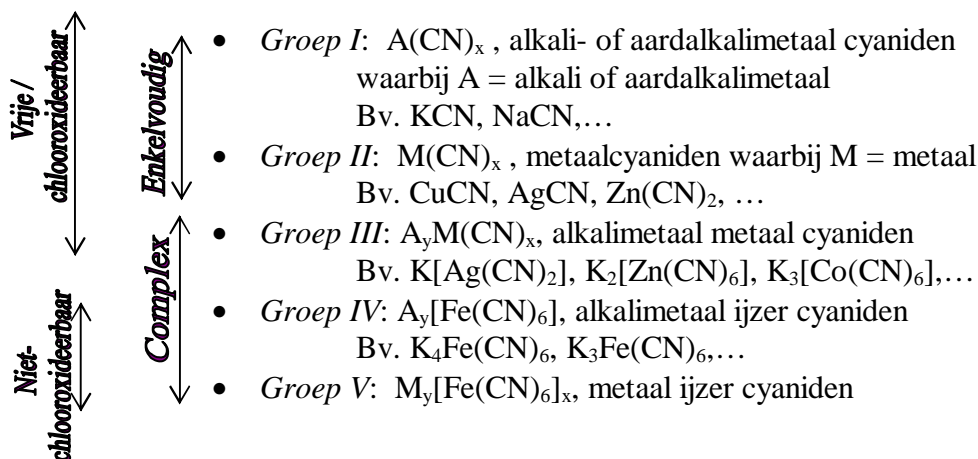 Vrije /
chlooroxideerbaar
Niet-
chlooroxideerbaar
Enkelvoudig
Complex
• Groep I: A(CN)ₓ , alkali- of aardalkalimetaal cyaniden
waarbij A = alkali of aardalkalimetaal
Bv. KCN, NaCN,…
• Groep II: M(CN)ₓ , metaalcyaniden waarbij M = metaal
Bv. CuCN, AgCN, Zn(CN)₂, …
• Groep III: AᵧM(CN)ₓ, alkalimetaal metaal cyaniden
Bv. K[Ag(CN)₂], K₂[Zn(CN)₆], K₃[Co(CN)₆],…
• Groep IV: Aᵧ[Fe(CN)₆], alkalimetaal ijzer cyaniden
Bv. K₄Fe(CN)₆, K₃Fe(CN)₆,…
• Groep V: Mᵧ[Fe(CN)₆]ₓ, metaal ijzer cyaniden